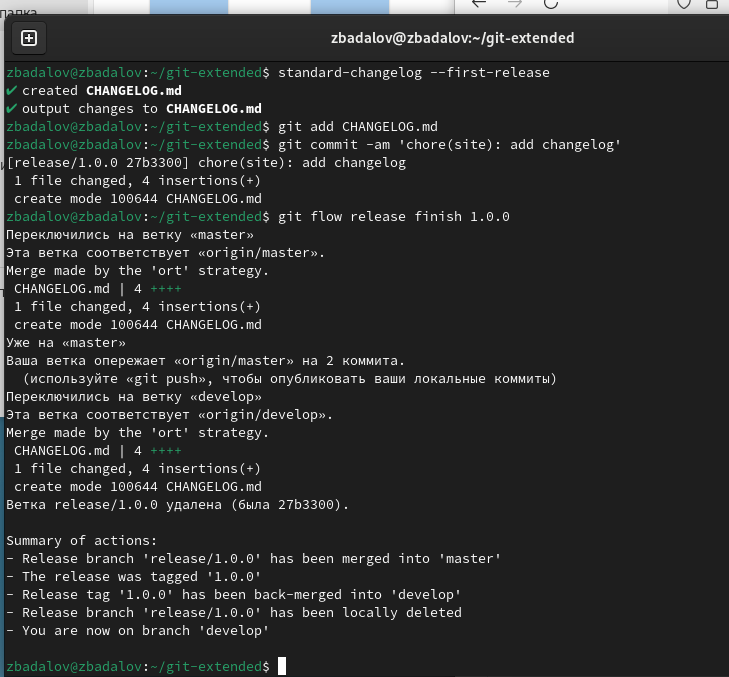 папка
zbadalov@zbadalov:~/git-extended
zbadalov@zbadalov:~/git-extended$ standard-changelog --first-release
✔ created CHANGELOG.md
✔ output changes to CHANGELOG.md
zbadalov@zbadalov:~/git-extended$ git add CHANGELOG.md
zbadalov@zbadalov:~/git-extended$ git commit -am 'chore(site): add changelog'
[release/1.0.0 27b3300] chore(site): add changelog
 1 file changed, 4 insertions(+)
 create mode 100644 CHANGELOG.md
zbadalov@zbadalov:~/git-extended$ git flow release finish 1.0.0
Переключились на ветку «master»
Эта ветка соответствует «origin/master».
Merge made by the 'ort' strategy.
 CHANGELOG.md | 4 ++++
 1 file changed, 4 insertions(+)
 create mode 100644 CHANGELOG.md
Уже на «master»
Ваша ветка опережает «origin/master» на 2 коммита.
  (используйте «git push», чтобы опубликовать ваши локальные коммиты)
Переключились на ветку «develop»
Эта ветка соответствует «origin/develop».
Merge made by the 'ort' strategy.
 CHANGELOG.md | 4 ++++
 1 file changed, 4 insertions(+)
 create mode 100644 CHANGELOG.md
Ветка release/1.0.0 удалена (была 27b3300).
Summary of actions:
- Release branch 'release/1.0.0' has been merged into 'master'
- The release was tagged '1.0.0'
- Release tag '1.0.0' has been back-merged into 'develop'
- Release branch 'release/1.0.0' has been locally deleted
- You are now on branch 'develop'
zbadalov@zbadalov:~/git-extended$